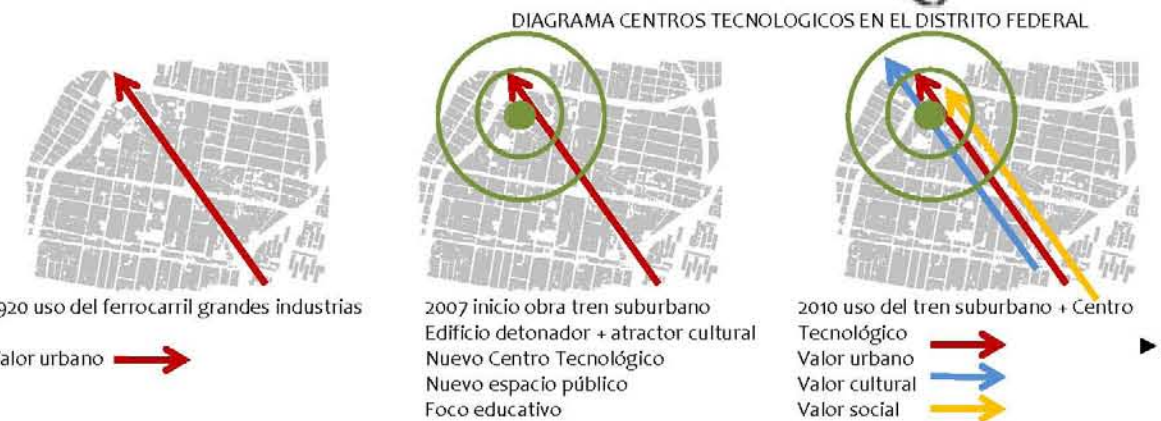 DIAGRAMA CENTROS TECNOLOGICOS EN EL DISTRITO FEDERAL
920 uso del ferrocarril grandes industrias
alor urbano
2007 inicio obra tren suburbano
Edificio detonador + atractor cultural
Nuevo Centro Tecnológico
Nuevo espacio público
Foco educativo
2010 uso del tren suburbano + Centro
Tecnológico
Valor urbano
Valor cultural
Valor social